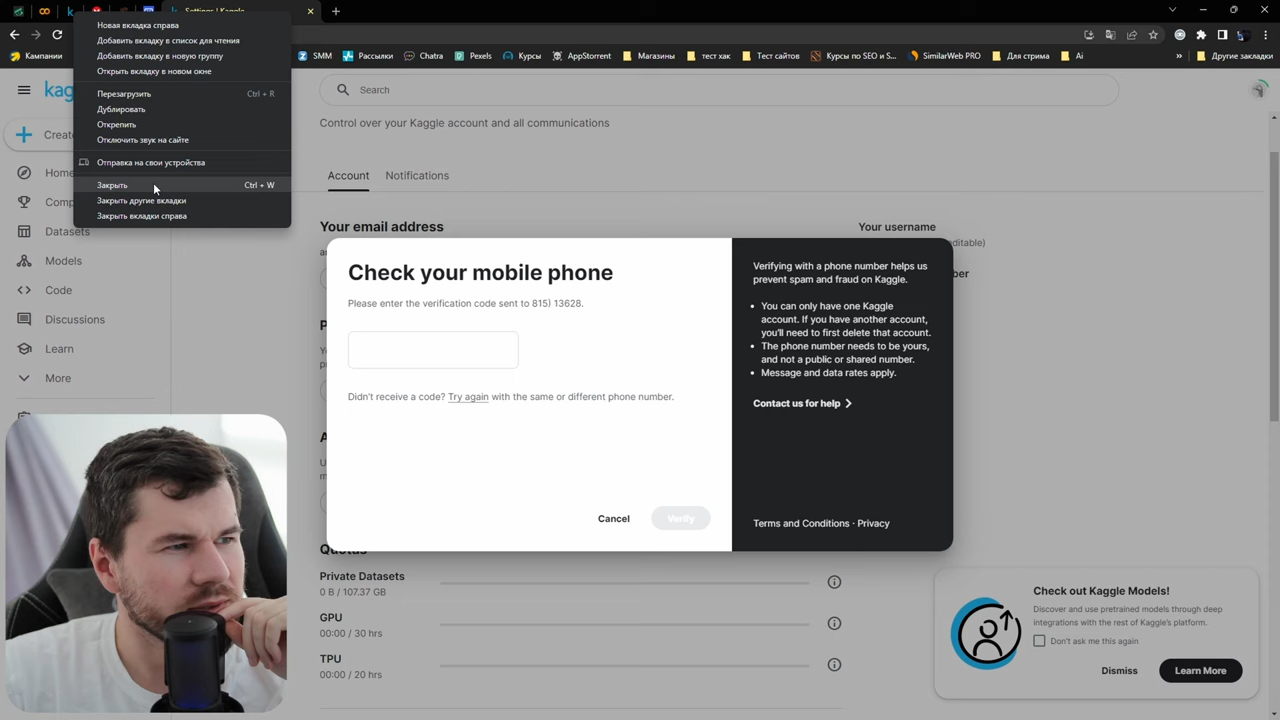 Settings | Kaggle
Новая вкладка справа
Добавить вкладку в список для чтения
Добавить вкладку в новую группу
Открыть вкладку в новом окне
Перезагрузить Ctrl + R
Дублировать
Открепить
Отключить звук на сайте
Отправка на свои устройства
Закрыть Ctrl + W
Закрыть другие вкладки
Закрыть вкладки справа
Кампании
SMM
Рассылки
Chatra
Pexels
Курсы
AppStorrent
Магазины
тест хак
Тест сайтов
Курсы по SEO и S...
SimilarWEB PRO
Для стрима
Ai
»
Другие закладки
kag
Search
Create
Home
Comp
Datasets
Models
Code
Discussions
Learn
More
Control over your Kaggle account and all communications
Account Notifications
Your email address
Your username
editable)
ber
Check your mobile phone
Please enter the verification code sent to 815) 13628.
Didn't receive a code? Try again with the same or different phone number.
Cancel Verify
Verifying with a phone number helps us
prevent spam and fraud on Kaggle.
• You can only have one Kaggle
account. If you have another account,
you'll need to first delete that account.
• The phone number needs to be yours,
and not a public or shared number.
• Message and data rates apply.
Contact us for help
Terms and Conditions · Privacy
Quotas
Private Datasets
0 B / 107.37 GB
GPU
00:00 / 30 hrs
TPU
00:00 / 20 hrs
Check out Kaggle Models!
Discover and use pretrained models through deep
integrations with the rest of Kaggle's platform.
Don't ask me this again
Dismiss Learn More